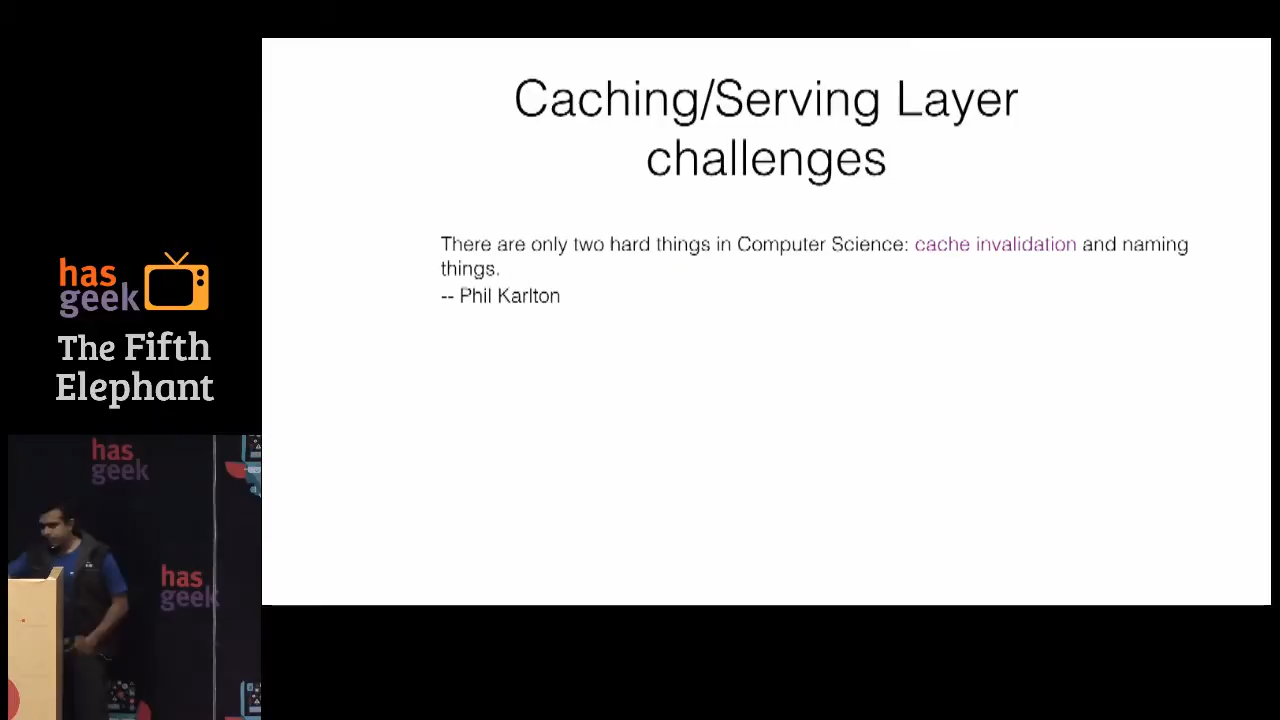 Caching/Serving Layer
challenges
There are only two hard things in Computer Science: cache invalidation and naming
things.
-- Phil Karlton
has
geek
The Fifth
Elephant
has
geek
has
geek